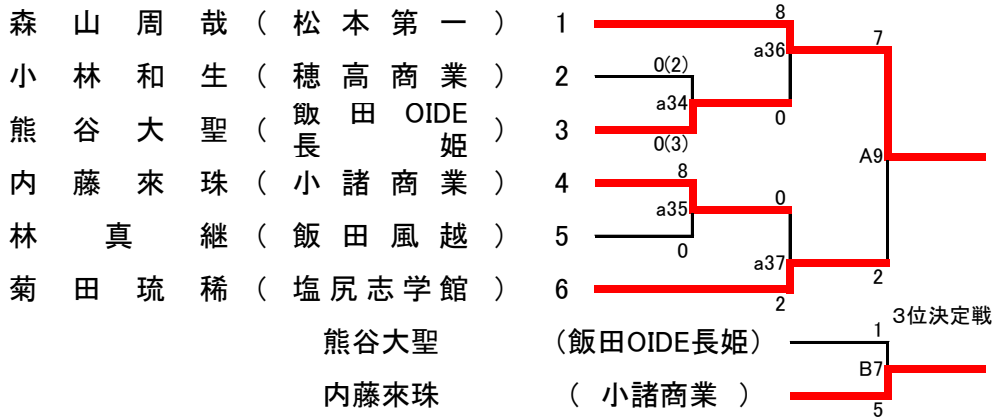 森山周哉（松本第一） 1 8 7
a36
小林和生（穂高商業） 2 0(2)
a34 0
熊谷大聖（飯田OIDE長姫） 3 0(3)
A9
内藤來珠（小諸商業） 4 8 0
a35
林真継（飯田風越） 5 0
a37 2
菊田琉稀（塩尻志学館） 6 2
3位決定戦
熊谷大聖（飯田OIDE長姫） 1
B7
内藤來珠（小諸商業） 5